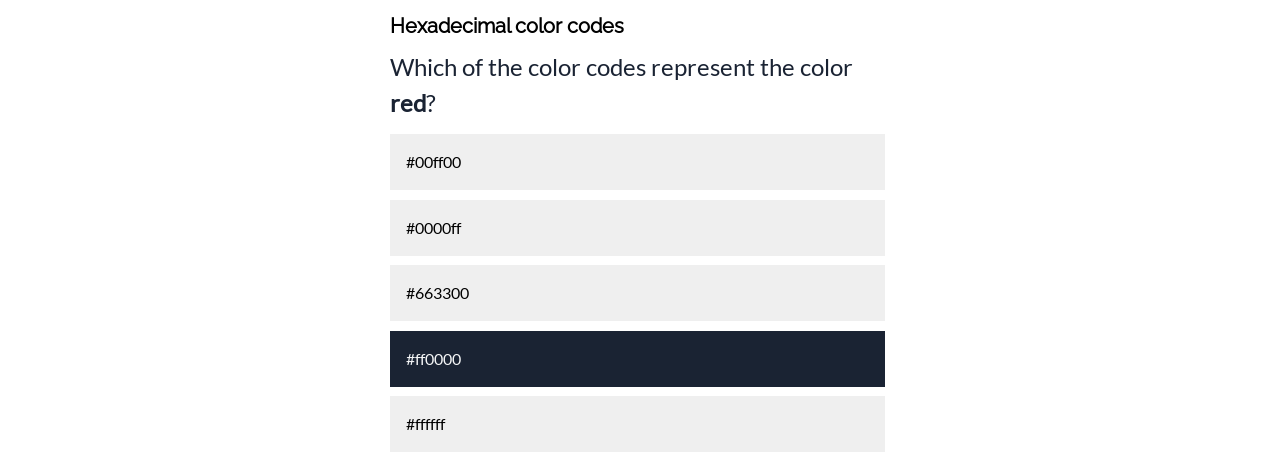 Hexadecimal color codes
Which of the color codes represent the color
red?
#00ff00
#0000ff
#663300
#ff0000
#ffffff